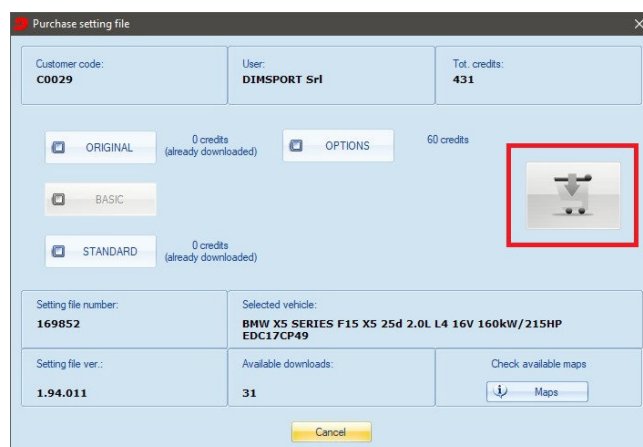 Purchase setting file
Customer code:
C0029
User:
DIMSPORT Srl
Tot. credits:
431
ORIGINAL
0 credits
(already downloaded)
OPTIONS
60 credits
BASIC
STANDARD
0 credits
(already downloaded)
Setting file number:
169852
Selected vehicle:
BMW X5 SERIES F15 X5 25d 2.0L L4 16V 160kW/215HP
EDC17CP49
Setting file ver.:
1.94.011
Available downloads:
31
Check available maps
Maps
Cancel